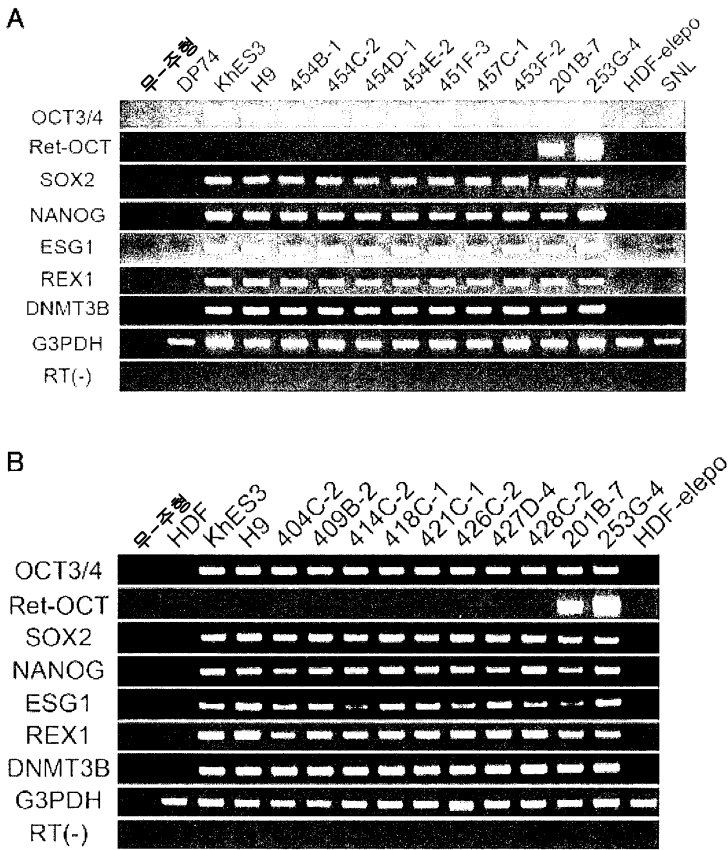 A
무-주형
DP74
KhES3
H9
454B-1
454C-2
454D-1
454E-2
451F-3
457C-1
453F-2
201B-7
253G-4
HDF-elepo
SNL
OCT3/4
Ret-OCT
SOX2
NANOG
ESG1
REX1
DNMT3B
G3PDH
RT(-)
B
무-주형
HDF
KhES3
H9
404C-2
409B-2
414C-2
418C-1
421C-1
426C-2
427D-4
428C-2
201B-7
253G-4
HDF-elepo
OCT3/4
Ret-OCT
SOX2
NANOG
ESG1
REX1
DNMT3B
G3PDH
RT(-)